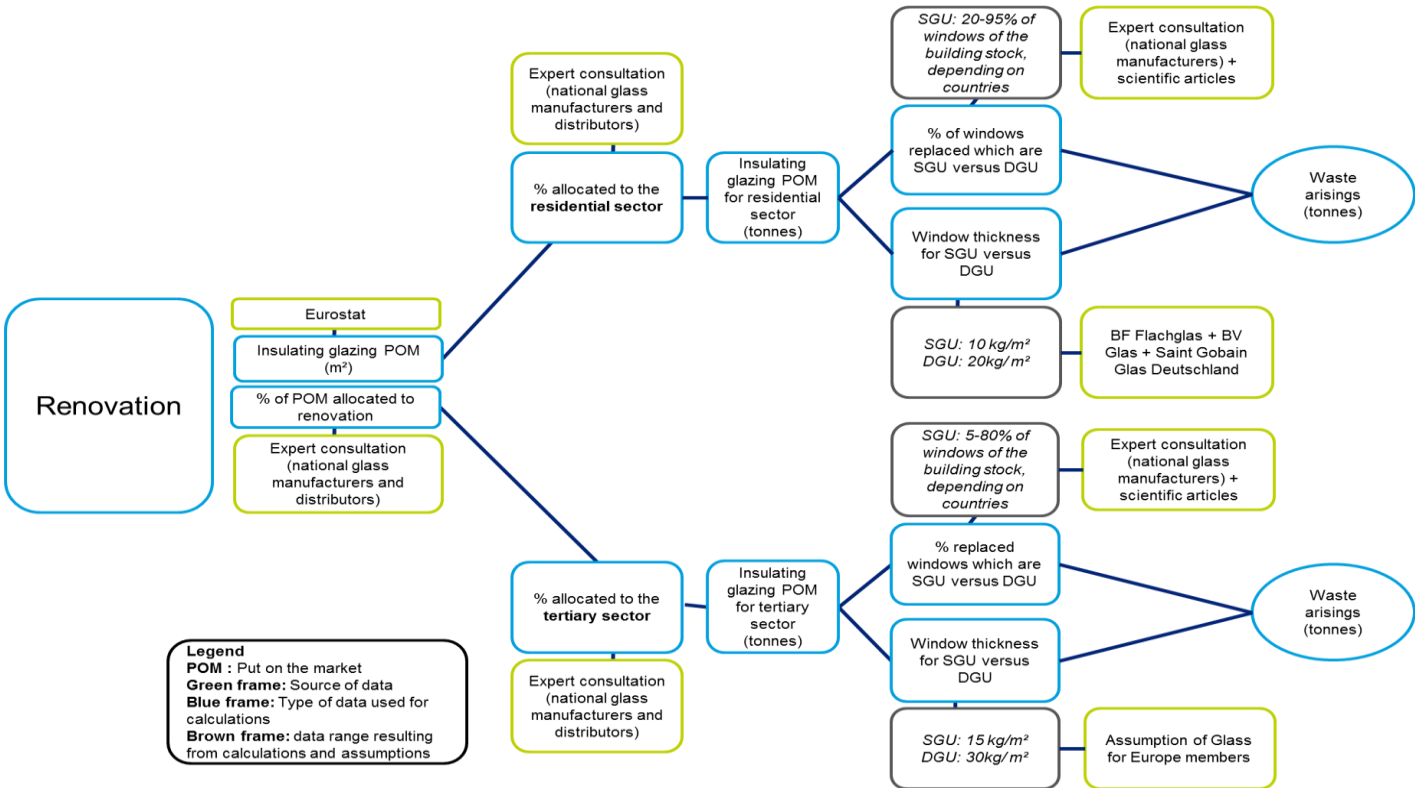 Renovation
Eurostat
Insulating glazing POM
(m²)
% of POM allocated to
renovation
Expert consultation
(national glass
manufacturers and
distributors)
Expert consultation
(national glass
manufacturers and
distributors)
% allocated to the
residential sector
Insulating
glazing POM
for residential
sector
(tonnes)
SGU: 20-95% of
windows of the
building stock,
depending on
countries
Expert consultation
(national glass
manufacturers) +
scientific articles
% of windows
replaced which are
SGU versus DGU
Window thickness
for SGU versus
DGU
Waste
arisings
(tonnes)
SGU: 10 kg/m²
DGU: 20kg/ m²
BF Flachglas + BV
Glas + Saint Gobain
Glas Deutschland
% allocated to the
tertiary sector
Expert consultation
(national glass
manufacturers and
distributors)
Insulating
glazing POM
for tertiary
sector
(tonnes)
SGU: 5-80% of
windows of the
building stock,
depending on
countries
Expert consultation
(national glass
manufacturers) +
scientific articles
% replaced
windows which are
SGU versus DGU
Window thickness
for SGU versus
DGU
Waste
arisings
(tonnes)
SGU: 15 kg/m²
DGU: 30kg/ m²
Assumption of Glass
for Europe members
Legend
POM : Put on the market
Green frame: Source of data
Blue frame: Type of data used for
calculations
Brown frame: data range resulting
from calculations and assumptions